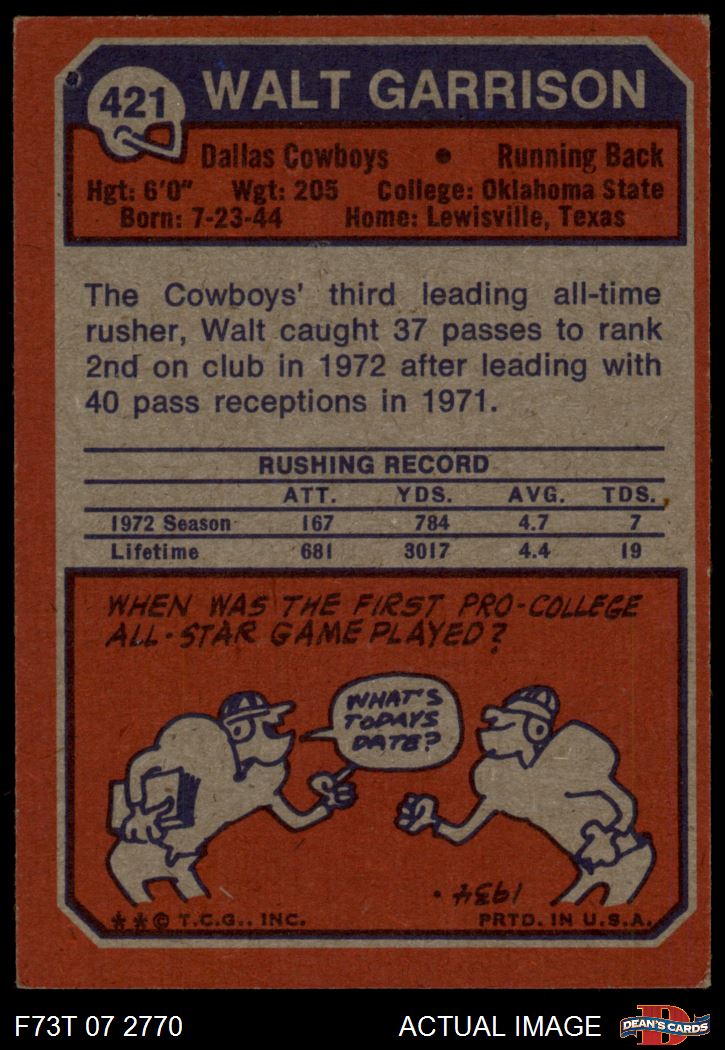 421 WALT GARRISON
Dallas Cowboys • Running Back
Hgt: 6'0" Wgt: 205 College: Oklahoma State
Born: 7-23-44 Home: Lewisville, Texas
The Cowboys' third leading all-time
rusher, Walt caught 37 passes to rank
2nd on club in 1972 after leading with
40 pass receptions in 1971.
RUSHING RECORD
ATT. YDS. AVG. TDS.
1972 Season 167 784 4.7 7
Lifetime 681 3017 4.4 19
WHEN WAS THE FIRST PRO-COLLEGE
ALL-STAR GAME PLAYED?
WHAT'S
TODAYS
DATE?
1934.
** © T.C.G., INC. PRTD. IN U.S.A.
F73T 07 2770 ACTUAL IMAGE
D
DEAN'S CARDS